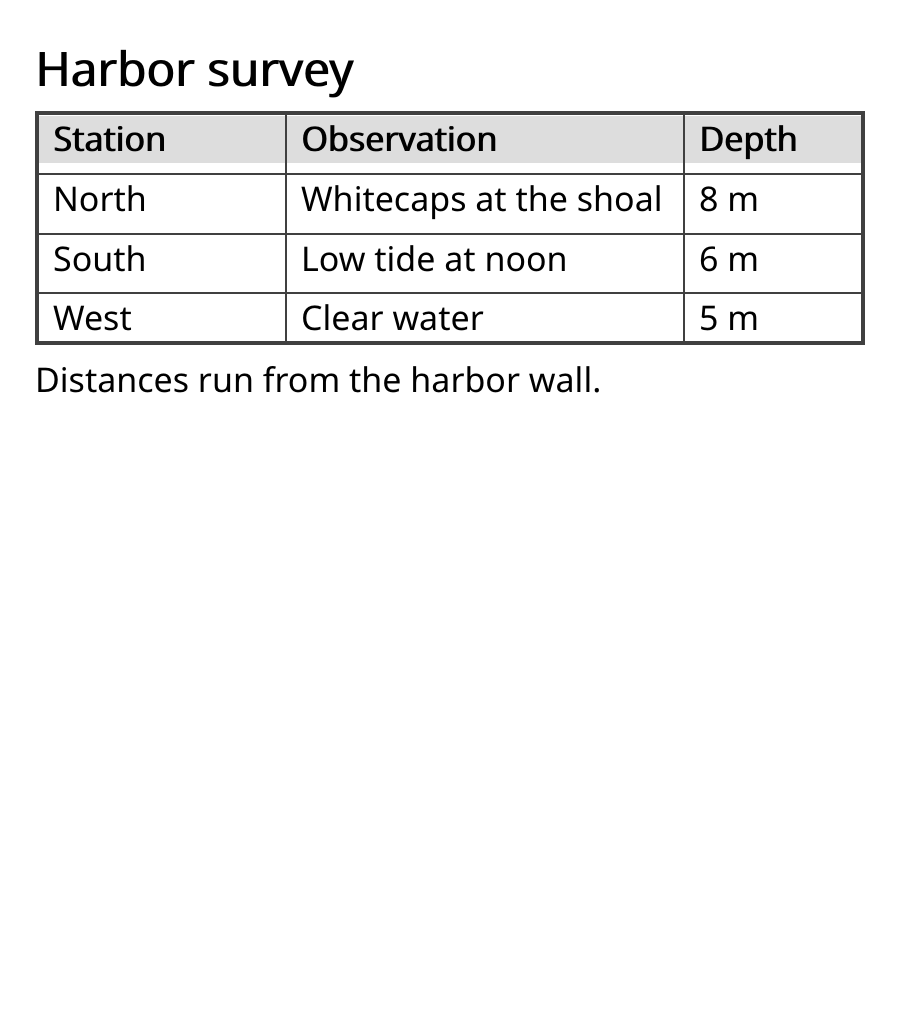 Harbor survey
Station Observation Depth
North Whitecaps at the shoal 8 m
South Low tide at noon 6 m
West Clear water 5 m
Distances run from the harbor wall.